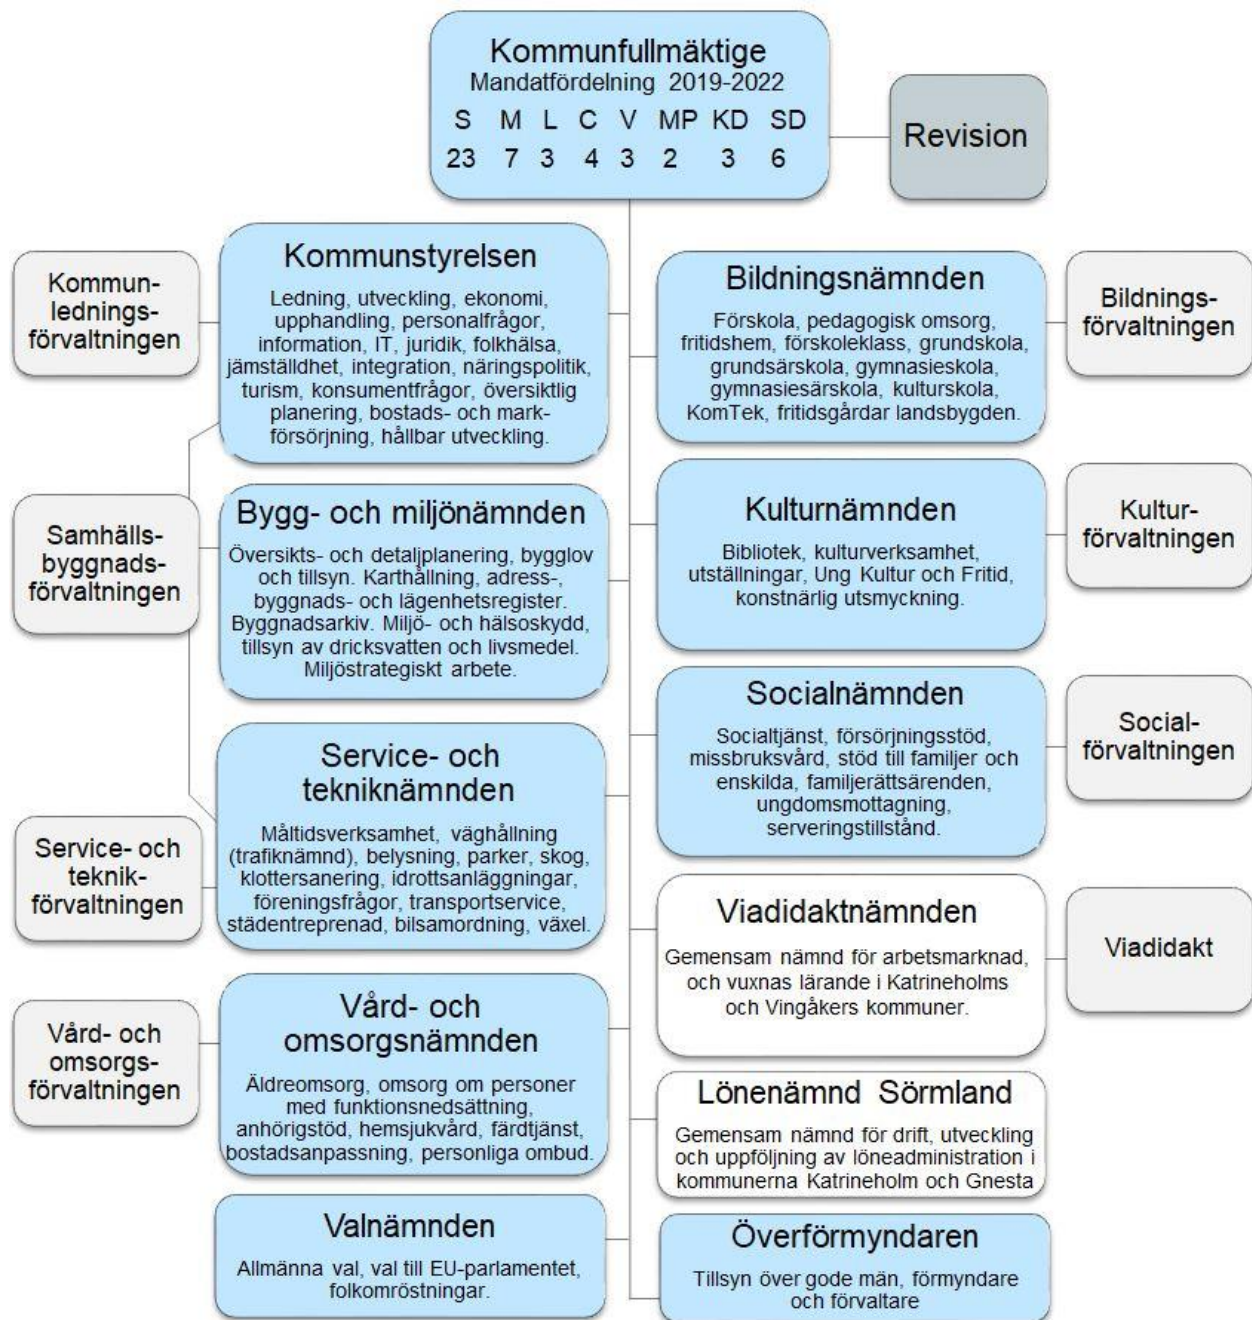 Kommunfullmäktige
Mandatfördelning 2019-2022
S M L C V MP KD SD
23 7 3 4 3 2 3 6
Revision
Kommun-
lednings-
förvaltningen
Kommunstyrelsen
Ledning, utveckling, ekonomi,
upphandling, personalfrågor,
information, IT, juridik, folkhälsa,
jämställdhet, integration, näringspolitik,
turism, konsumentfrågor, översiktlig
planering, bostads- och mark-
försörjning, hållbar utveckling.
Bildningsnämnden
Förskola, pedagogisk omsorg,
fritidshem, förskoleklass, grundskola,
grundsärskola, gymnasieskola,
gymnasiesärskola, kulturskola,
KomTek, fritidsgårdar landsbygden.
Bildnings-
förvaltningen
Samhälls-
byggnads-
förvaltningen
Bygg- och miljönämnden
Översikts- och detaljplanering, bygglov
och tillsyn. Karthållning, adress-,
byggnads- och lägenhetsregister.
Byggnadsarkiv. Miljö- och hälsoskydd,
tillsyn av dricksvatten och livsmedel.
Miljöstrategiskt arbete.
Kulturnämnden
Bibliotek, kulturverksamhet,
utställningar, Ung Kultur och Fritid,
konstnärlig utsmyckning.
Kultur-
förvaltningen
Socialnämnden
Socialtjänst, försörjningsstöd,
missbruksvård, stöd till familjer och
enskilda, familjerättsärenden,
ungdomsmottagning,
serveringstillstånd.
Social-
förvaltningen
Service- och
teknik-
förvaltningen
Service- och
tekniknämnden
Måltidsverksamhet, väghållning
(trafiknämnd), belysning, parker, skog,
klottersanering, idrottsanläggningar,
föreningsfrågor, transportservice,
städentreprenad, bilsamordning, växel.
Viadidaktnämnden
Gemensam nämnd för arbetsmarknad,
och vuxnas lärande i Katrineholms
och Vingåkers kommuner.
Viadidakt
Vård- och
omsorgs-
förvaltningen
Vård- och
omsorgsnämnden
Äldreomsorg, omsorg om personer
med funktionsnedsättning,
anhörigstöd, hemsjukvård, färdtjänst,
bostadsanpassning, personliga ombud.
Lönenämnd Sörmland
Gemensam nämnd för drift, utveckling
och uppföljning av löneadministration i
kommunerna Katrineholm och Gnesta
Valnämnden
Allmänna val, val till EU-parlamentet,
folkomröstningar.
Överförmyndaren
Tillsyn över gode män, förmyndare
och förvaltare